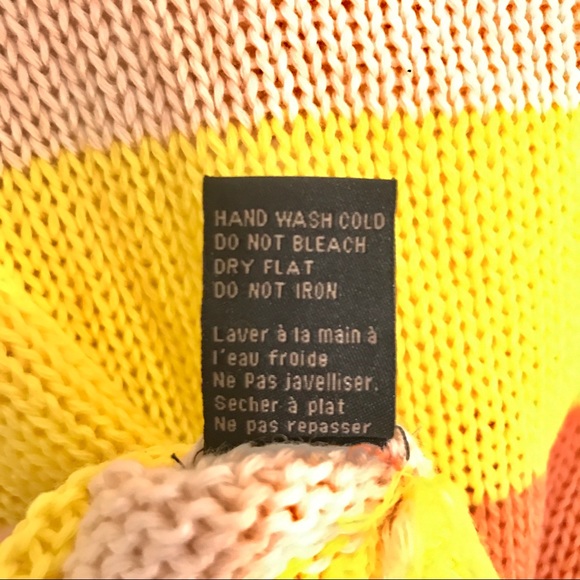 HAND WASH COLD
DO NOT BLEACH
DRY FLAT
DO NOT IRON
Laver à la main à
l'eau froide
Ne Pas javelliser.
Secher à plat
Ne pas repasser